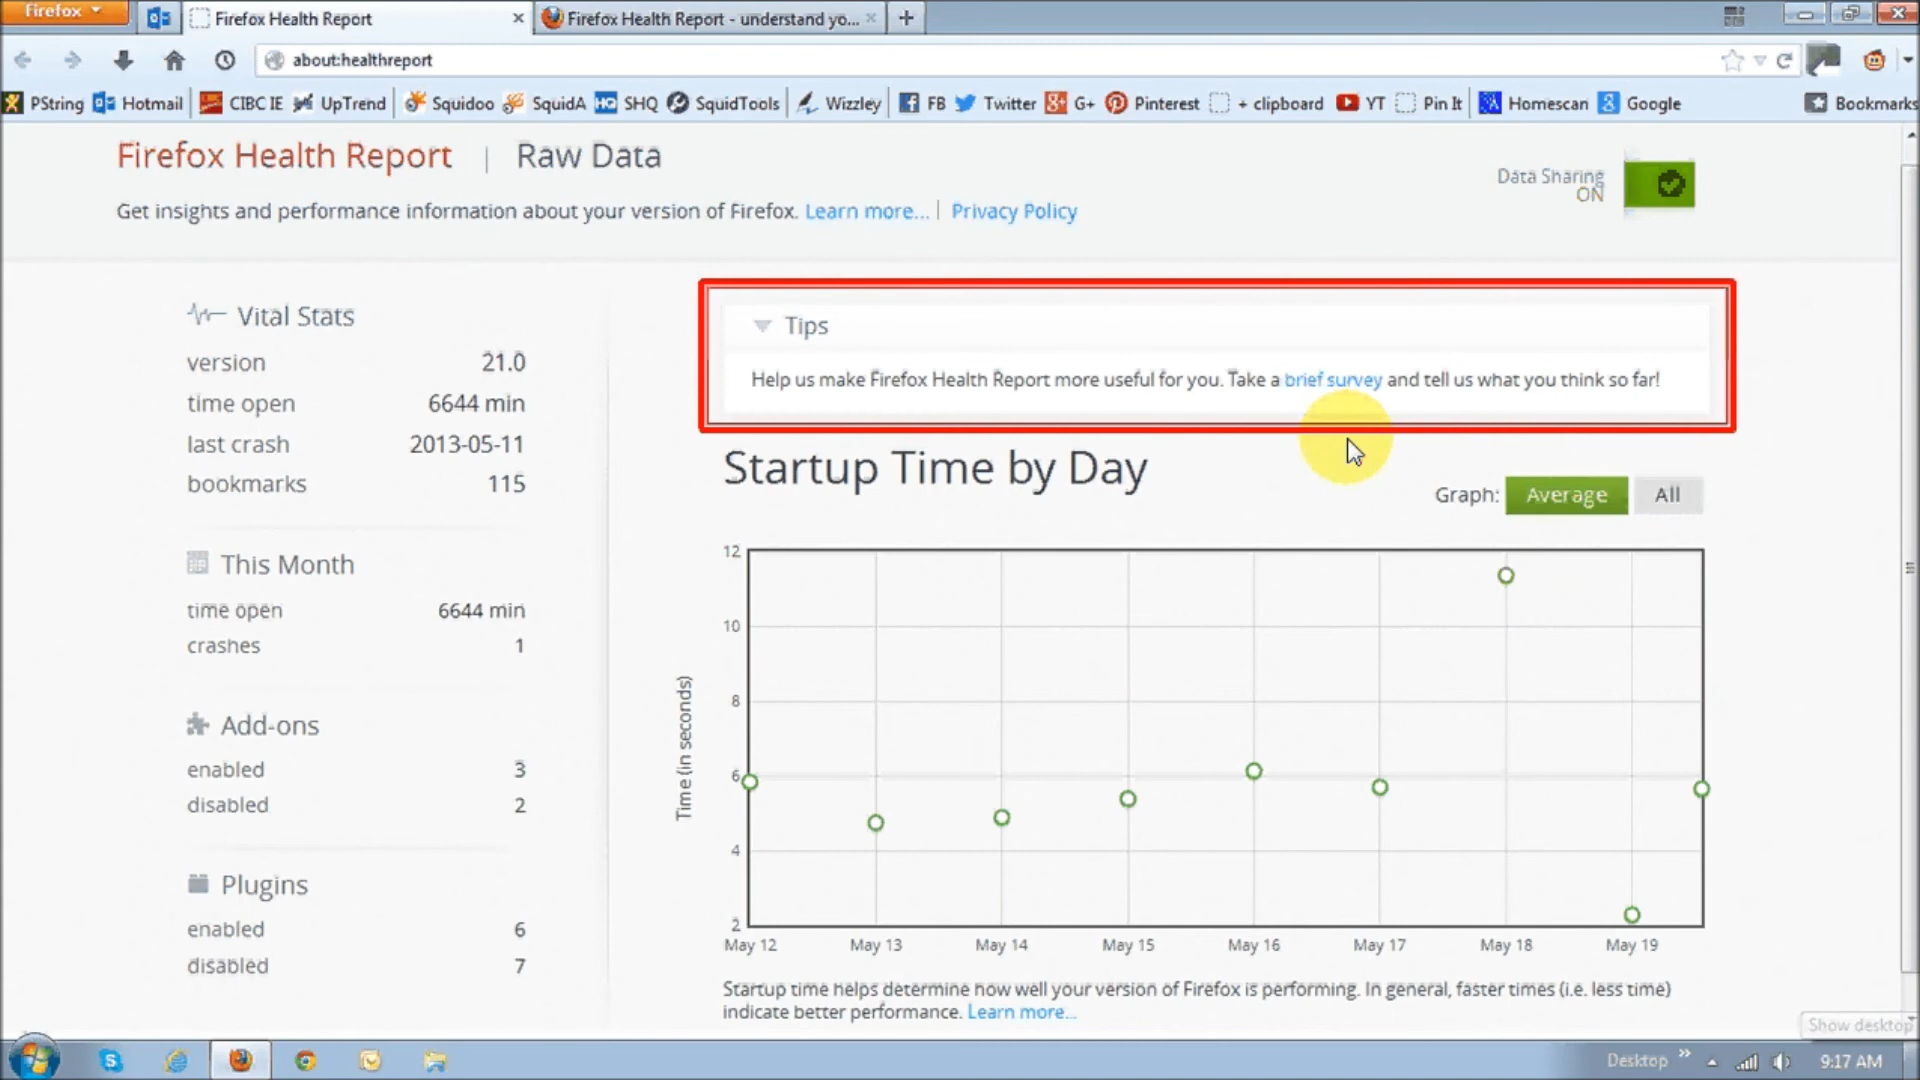 Firefox
Firefox Health Report
Firefox Health Report - understand yo...
about:healthreport
PString
Hotmail
CIBC IE
UpTrend
Squidoo
SquidA
HQ SHQ
SquidTools
Wizzley
FB
Twitter
G+
Pinterest
+ clipboard
YT
Pin It
Homescan
Google
Bookmarks
Firefox Health Report | Raw Data
Data Sharing
ON
Get insights and performance information about your version of Firefox. Learn more... | Privacy Policy
Vital Stats
version 21.0
time open 6644 min
last crash 2013-05-11
bookmarks 115
This Month
time open 6644 min
crashes 1
Add-ons
enabled 3
disabled 2
Plugins
enabled 6
disabled 7
Tips
Help us make Firefox Health Report more useful for you. Take a brief survey and tell us what you think so far!
Startup Time by Day
Graph: Average All
12
10
8
6
4
2
Time (in seconds)
May 12 May 13 May 14 May 15 May 16 May 17 May 18 May 19
Startup time helps determine how well your version of Firefox is performing. In general, faster times (i.e. less time)
indicate better performance. Learn more...
Show desktop
Desktop
9:17 AM